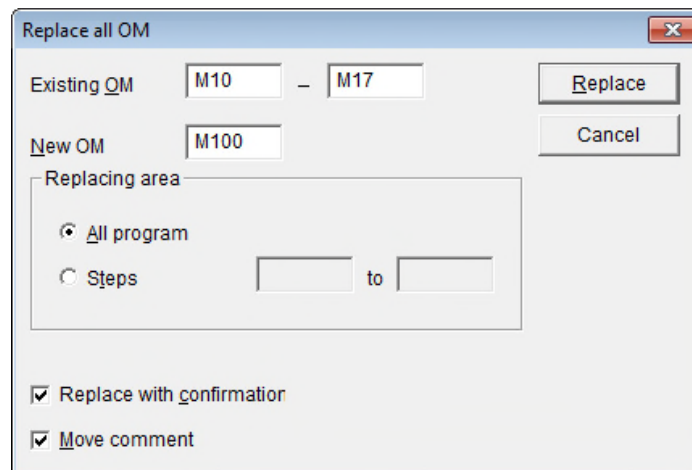 Replace all OM
Existing OM M10 – M17 Replace
New OM M100 Cancel
Replacing area
All program
Steps to
Replace with confirmation
Move comment